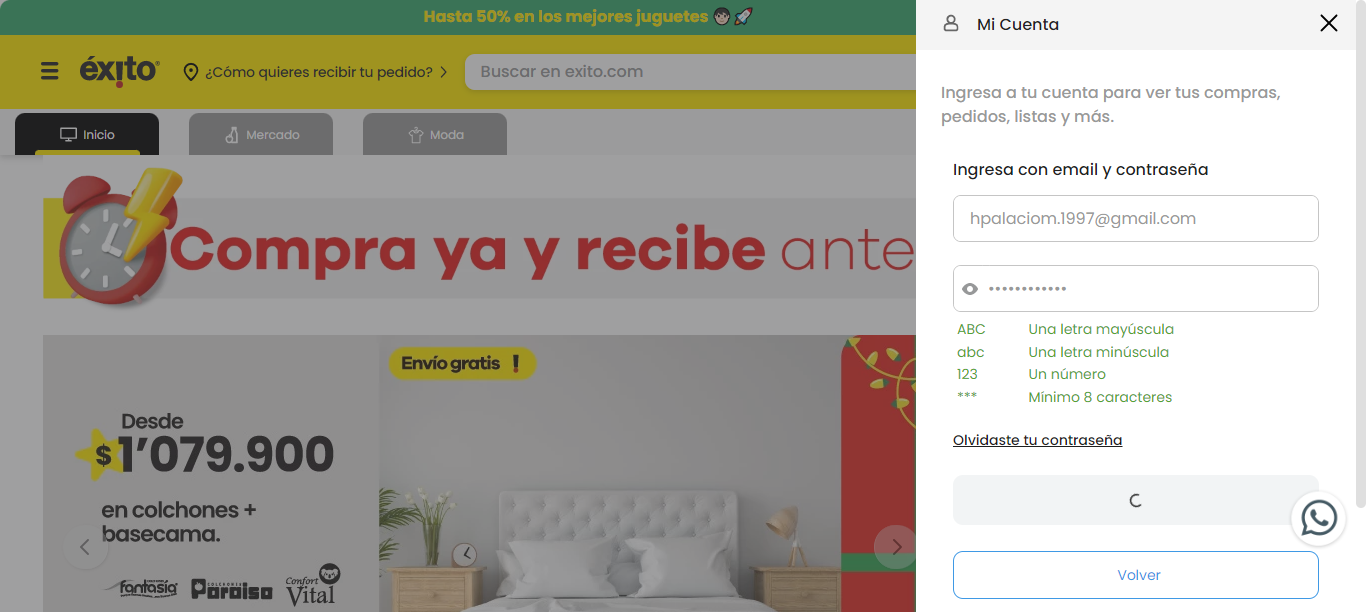 Hasta 50% en los mejores juguetes
éxito
¿Cómo quieres recibir tu pedido?
Buscar en exito.com
Inicio
Mercado
Moda
Compra ya y recibe ante
Desde
$1’079.900
en colchones +
basecama.
fantasía
COLCHONES
Paraíso
Confort
Vital
Envío gratis !
Mi Cuenta
Ingresa a tu cuenta para ver tus compras,
pedidos, listas y más.
Ingresa con email y contraseña
hpalaciom.1997@gmail.com
••••••••••••
ABC Una letra mayúscula
abc Una letra minúscula
123 Un número
*** Mínimo 8 caracteres
Olvidaste tu contraseña
Volver